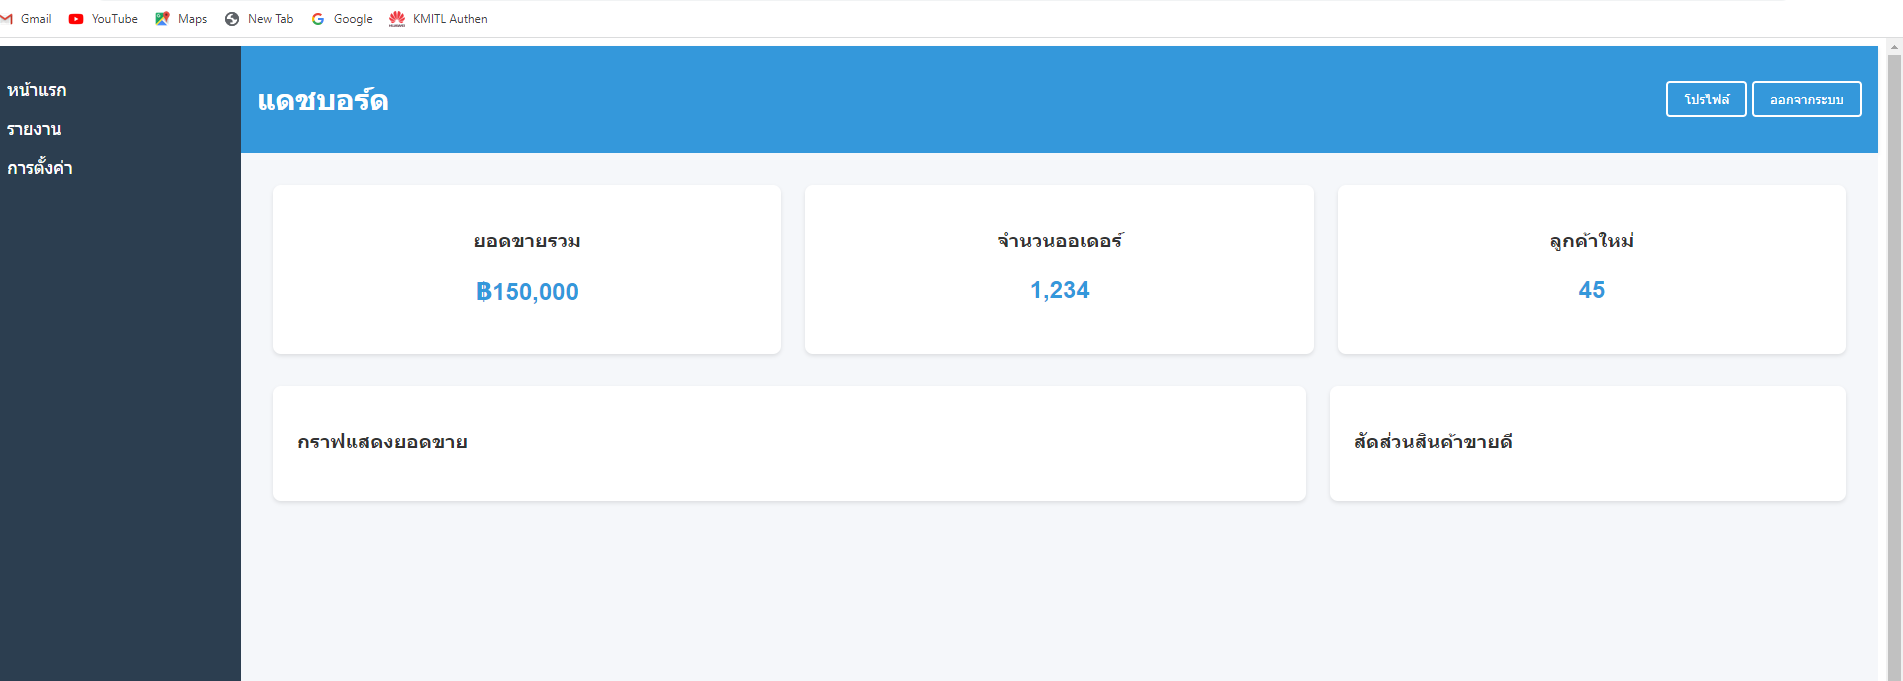 Gmail YouTube Maps New Tab Google KMITL Authen
หน้าแรก
รายงาน
การตั้งค่า
แดชบอร์ด
โปรไฟล์ ออกจากระบบ
ยอดขายรวม
฿150,000
จำนวนออเดอร์
1,234
ลูกค้าใหม่
45
กราฟแสดงยอดขาย
สัดส่วนสินค้าขายดี